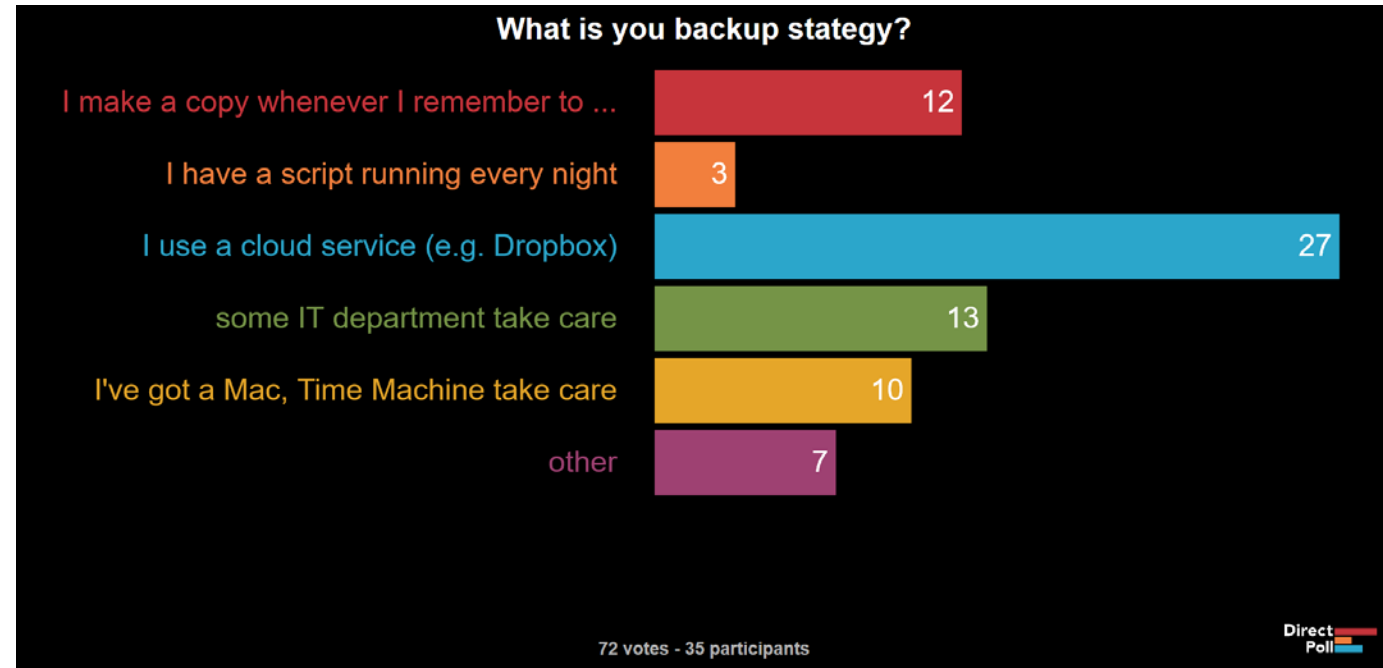 What is you backup stategy?
I make a copy whenever I remember to ... 12
I have a script running every night 3
I use a cloud service (e.g. Dropbox) 27
some IT department take care 13
I've got a Mac, Time Machine take care 10
other 7
72 votes - 35 participants
Direct
Poll